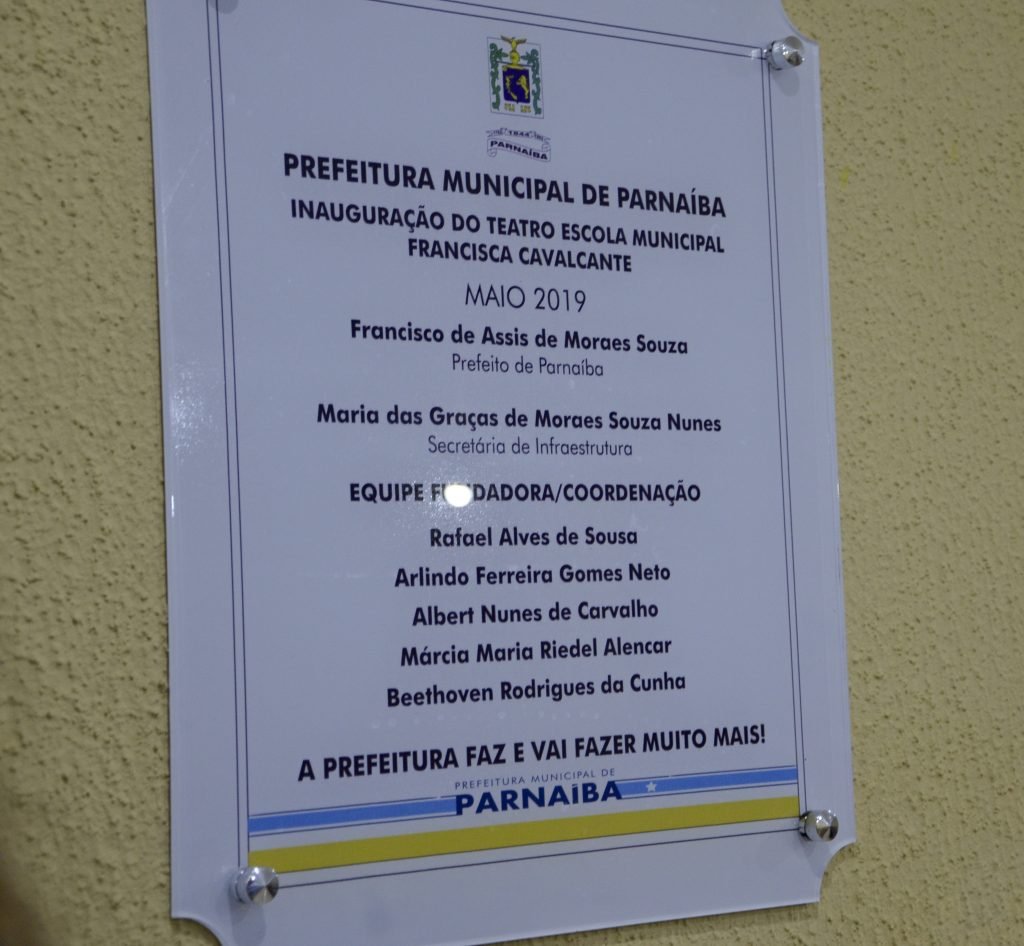 1844
PARNAÍBA
PREFEITURA MUNICIPAL DE PARNAÍBA
INAUGURAÇÃO DO TEATRO ESCOLA MUNICIPAL
FRANCISCA CAVALCANTE
MAIO 2019
Francisco de Assis de Moraes Souza
Prefeito de Parnaíba
Maria das Graças de Moraes Souza Nunes
Secretária de Infraestrutura
EQUIPE FUNDADORA/COORDENAÇÃO
Rafael Alves de Sousa
Arlindo Ferreira Gomes Neto
Albert Nunes de Carvalho
Márcia Maria Riedel Alencar
Beethoven Rodrigues da Cunha
A PREFEITURA FAZ E VAI FAZER MUITO MAIS!
PREFEITURA MUNICIPAL DE
PARNAÍBA